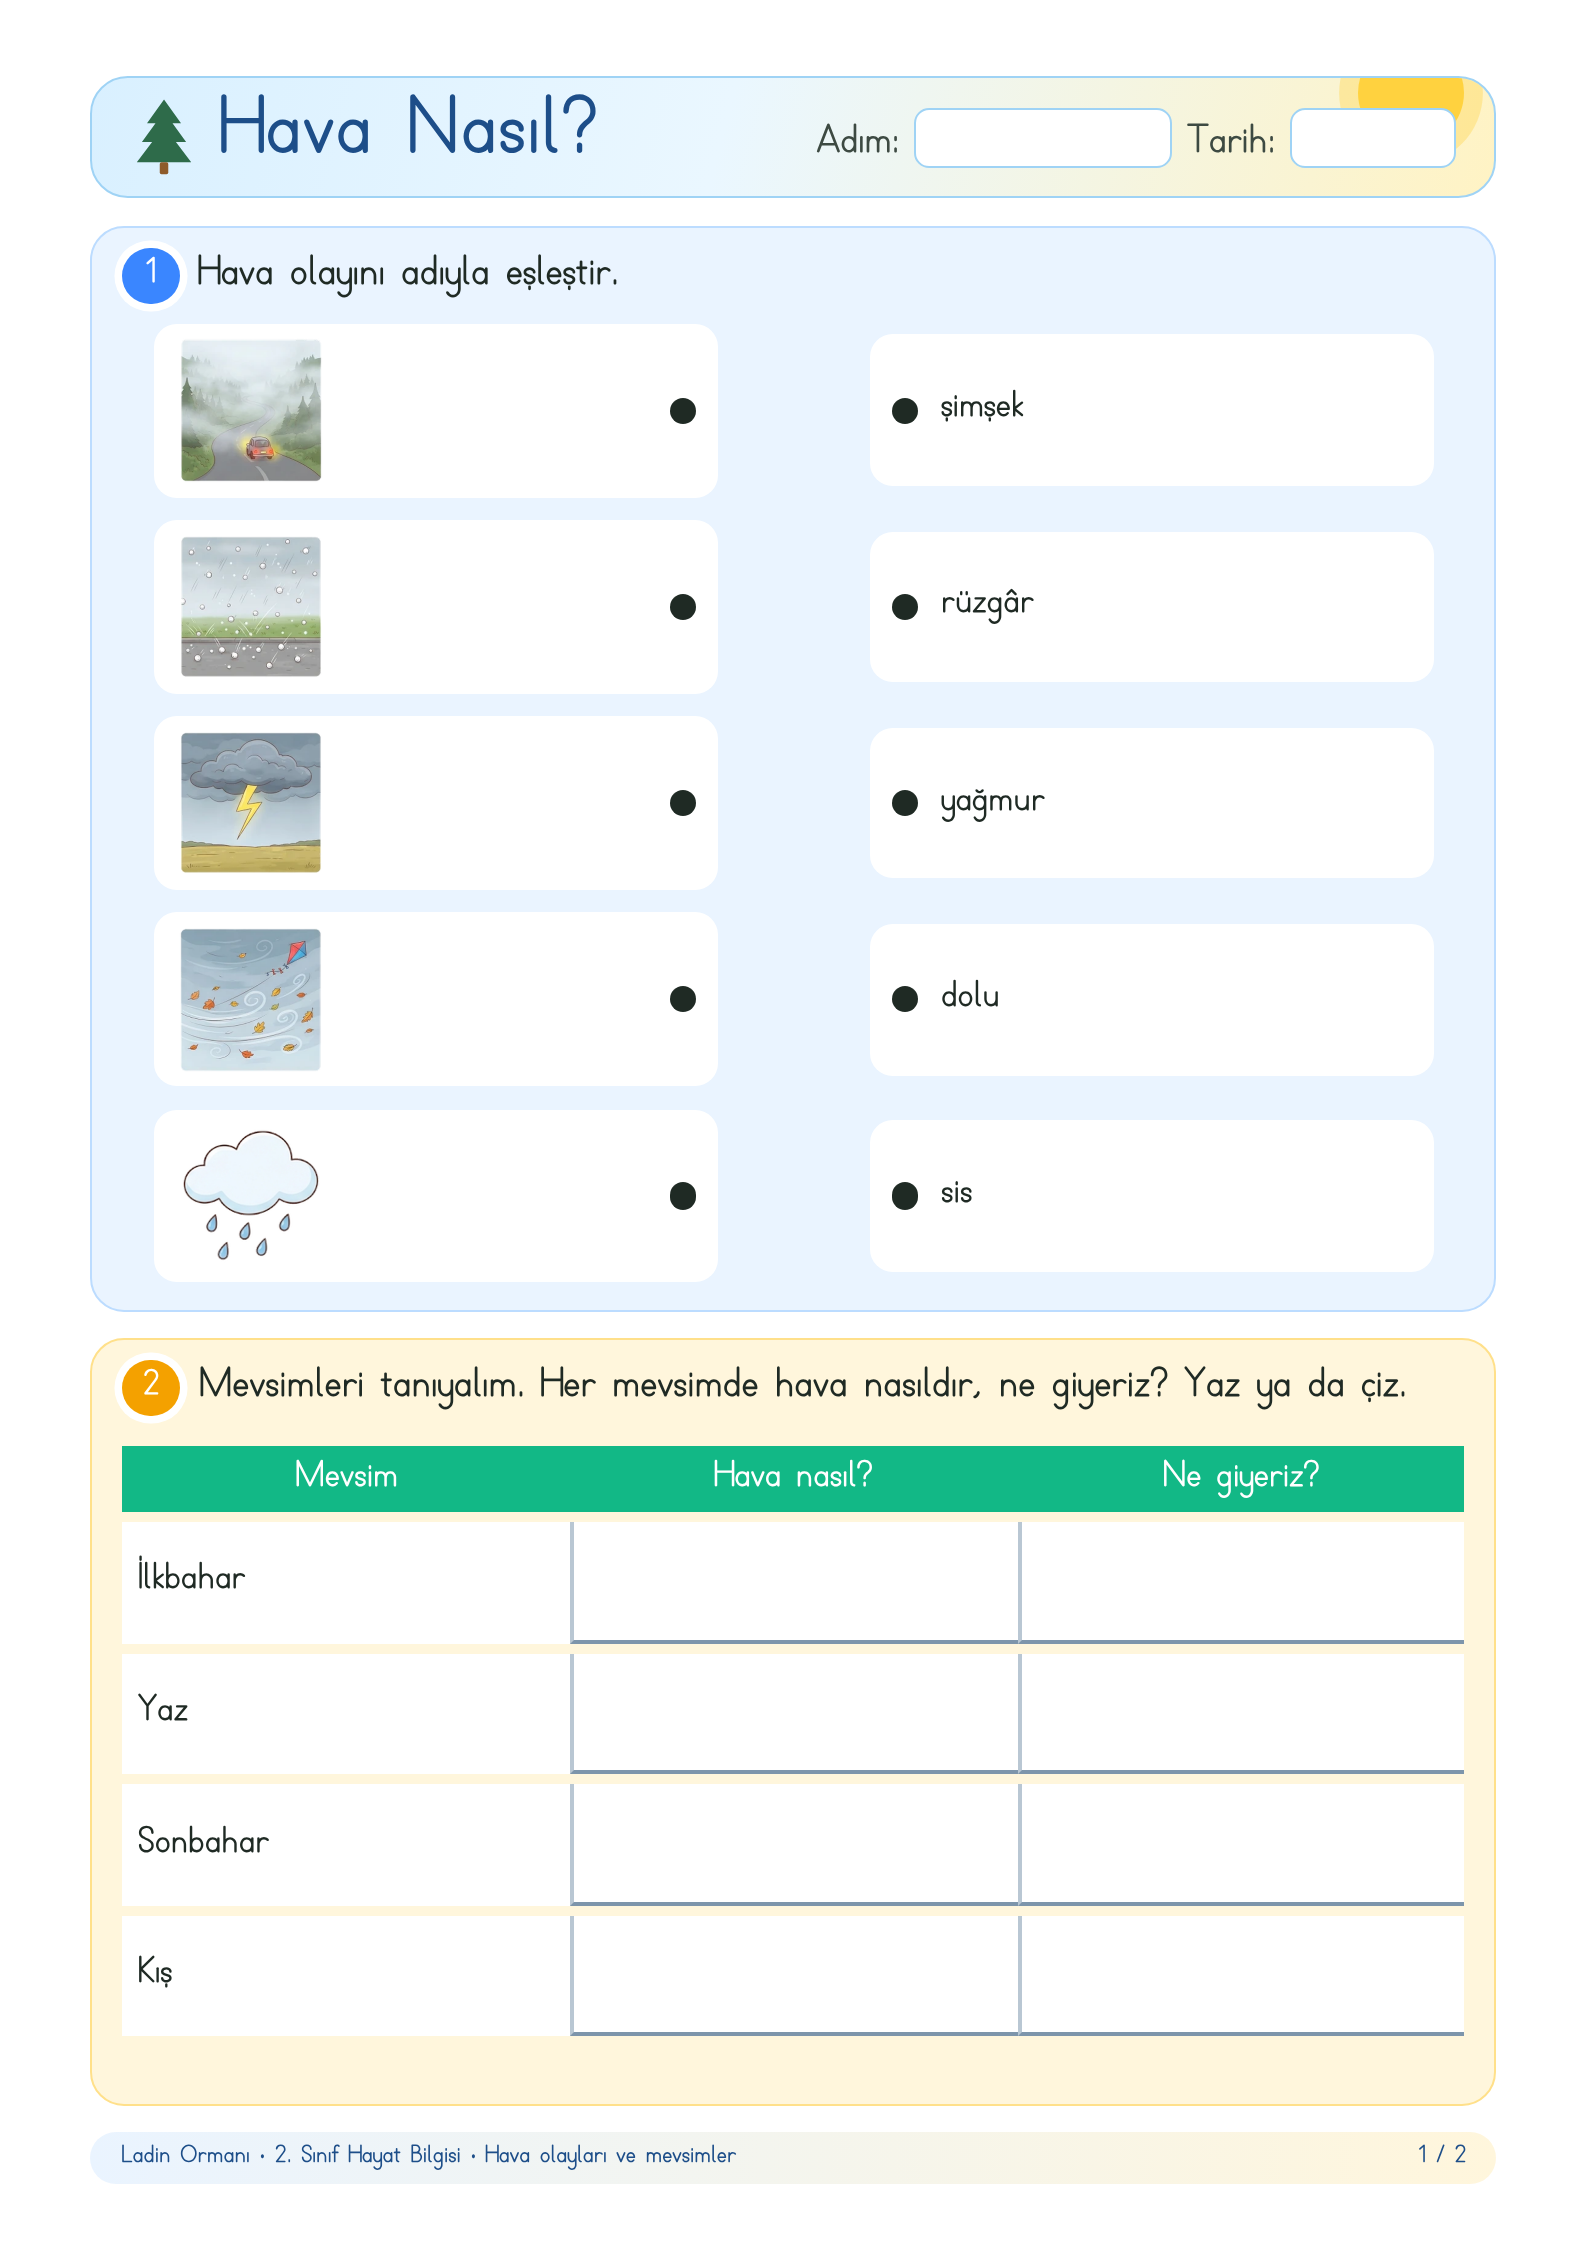 Hava Nasıl?
Adım:
Tarih:
1 Hava olayını adıyla eşleştir.
şimşek
rüzgâr
yağmur
dolu
sis
2 Mevsimleri tanıyalım. Her mevsimde hava nasıldır, ne giyeriz? Yaz ya da çiz.
Mevsim Hava nasıl? Ne giyeriz?
İlkbahar
Yaz
Sonbahar
Kış
Ladin Ormanı • 2. Sınıf Hayat Bilgisi • Hava olayları ve mevsimler 1 / 2